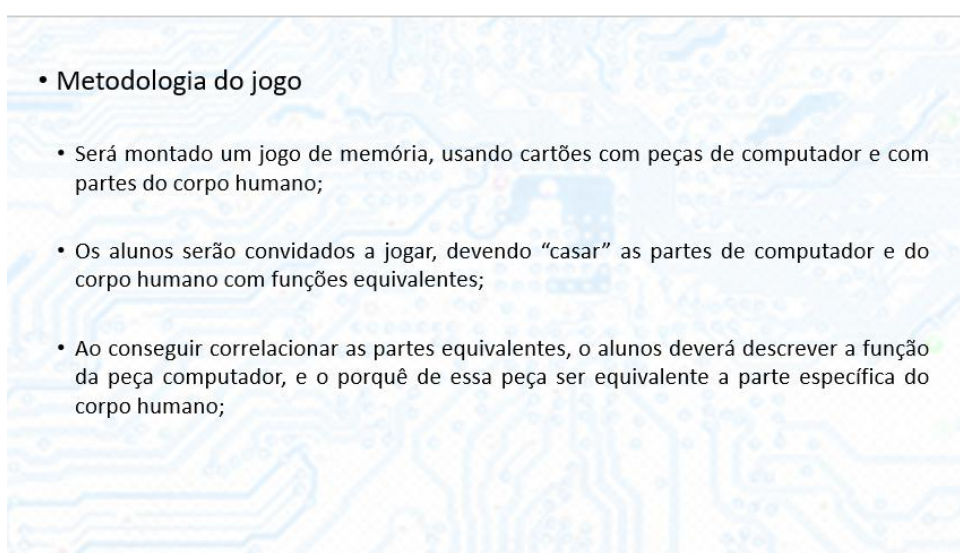 • Metodologia do jogo
• Será montado um jogo de memória, usando cartões com peças de computador e com
partes do corpo humano;
• Os alunos serão convidados a jogar, devendo “casar” as partes de computador e do
corpo humano com funções equivalentes;
• Ao conseguir correlacionar as partes equivalentes, o alunos deverá descrever a função
da peça computador, e o porquê de essa peça ser equivalente a parte específica do
corpo humano;